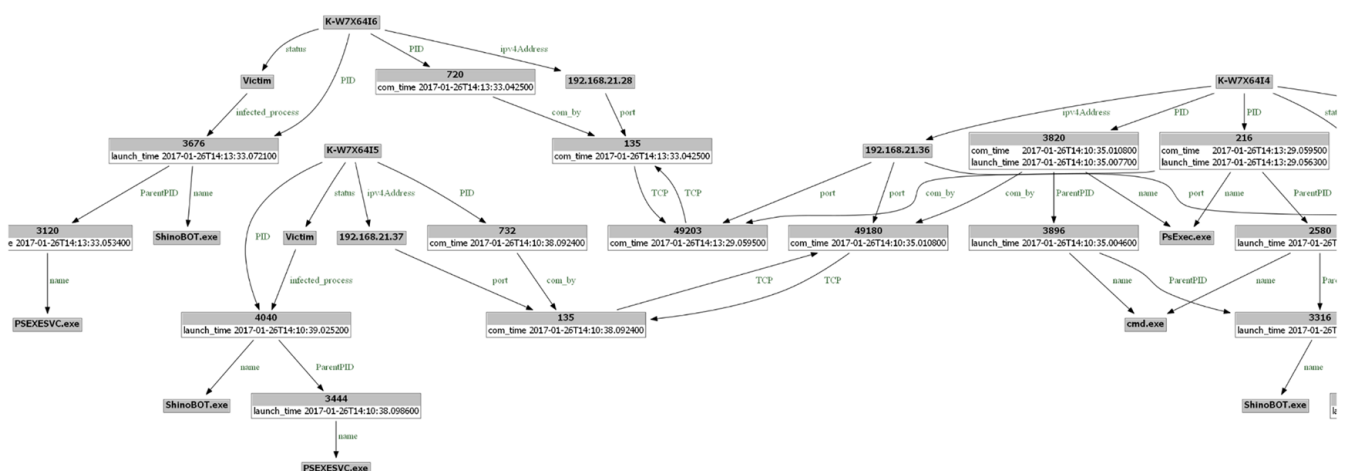 K-W7X64I6
status
PID
PID
ipv4Address
Victim
720
com_time 2017-01-26T14:13:33.042500
192.168.21.28
K-W7X64I4
infected_process
com_by
port
ipv4Address
PID
PID
3676
launch_time 2017-01-26T14:13:33.072100
K-W7X64I5
135
com_time 2017-01-26T14:13:33.042500
192.168.21.36
3820
com_time 2017-01-26T14:10:35.010800
launch_time 2017-01-26T14:10:35.007700
216
com_time 2017-01-26T14:13:29.059500
launch_time 2017-01-26T14:13:29.056300
ParentPID
name
status
ipv4Address
PID
TCP
TCP
port
port
com_by
com_by
ParentPID
name
port
name
ParentPID
3120
e 2017-01-26T14:13:33.053400
ShinoBOT.exe
PID
Victim
192.168.21.37
732
com_time 2017-01-26T14:10:38.092400
49203
com_time 2017-01-26T14:13:29.059500
49180
com_time 2017-01-26T14:10:35.010800
3896
launch_time 2017-01-26T14:10:35.004600
PsExec.exe
2580
launch_time 2017-01-26T
name
infected_process
port
com_by
TCP
TCP
name
ParentPID
name
PSEXESVC.exe
4040
launch_time 2017-01-26T14:10:39.025200
135
com_time 2017-01-26T14:10:38.092400
cmd.exe
3316
launch_time 2017-01-26T
name
ParentPID
name
ShinoBOT.exe
3444
launch_time 2017-01-26T14:10:38.098600
ShinoBOT.exe
name
PSEXESVC.exe